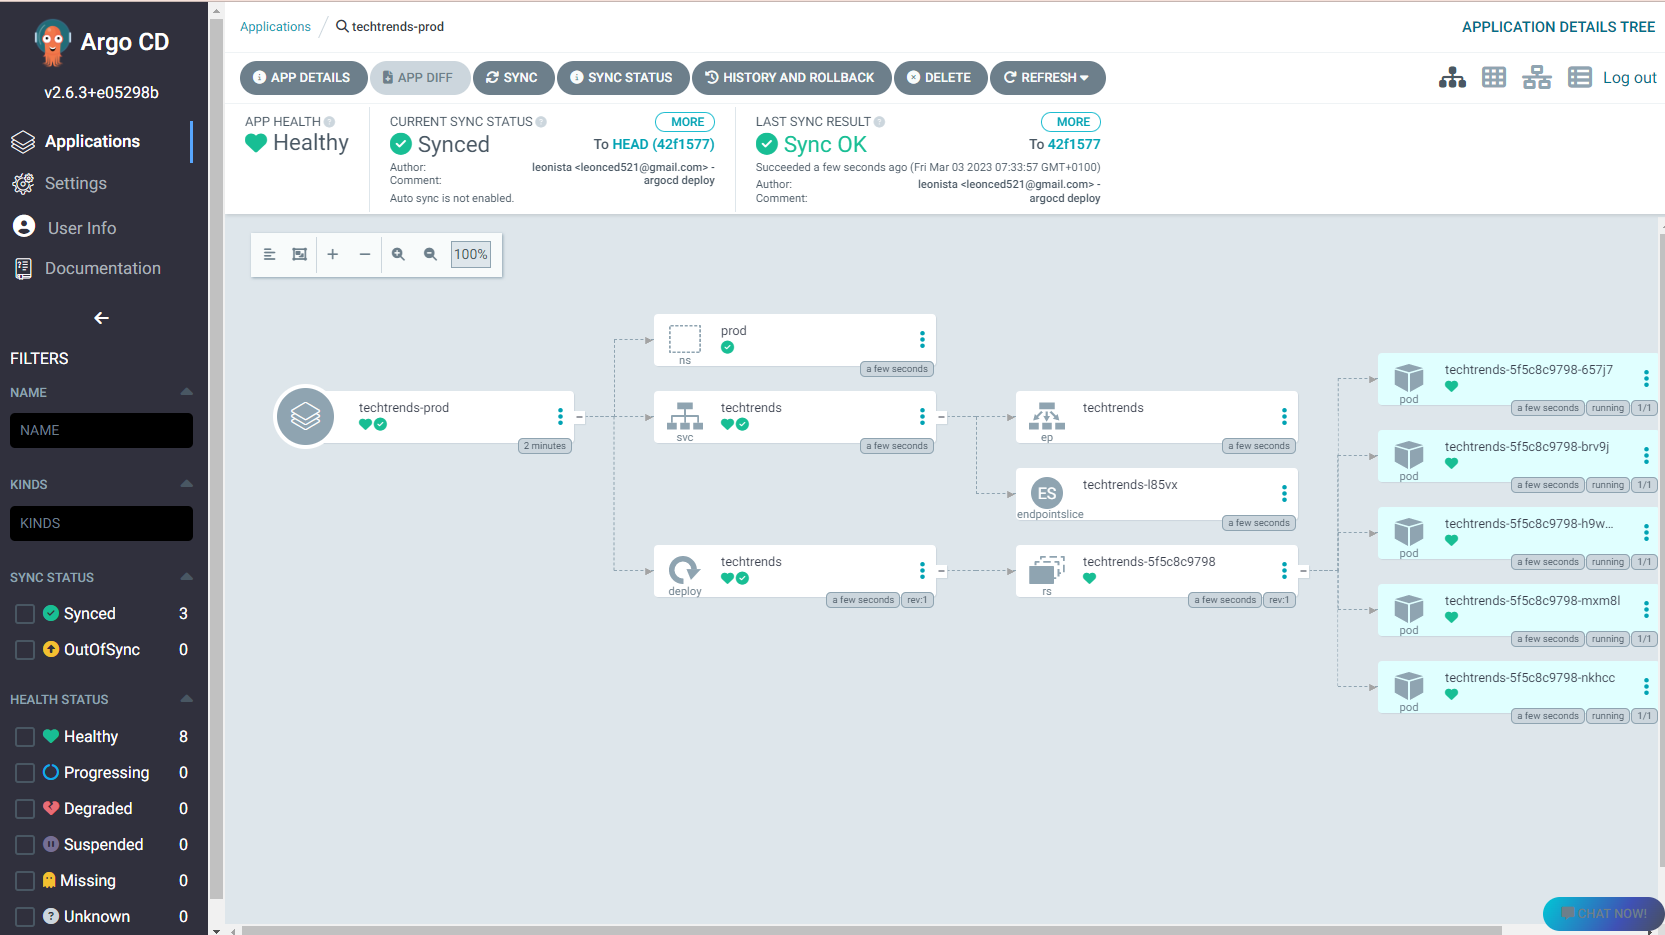 Argo CD
v2.6.3+e05298b
Applications
Settings
User Info
Documentation
FILTERS
NAME
NAME
KINDS
KINDS
SYNC STATUS
Synced 3
OutOfSync 0
HEALTH STATUS
Healthy 8
Progressing 0
Degraded 0
Suspended 0
Missing 0
Unknown 0
Applications / techtrends-prod
APPLICATION DETAILS TREE
APP DETAILS APP DIFF SYNC SYNC STATUS HISTORY AND ROLLBACK DELETE REFRESH
Log out
APP HEALTH
Healthy
CURRENT SYNC STATUS MORE
Synced To HEAD (42f1577)
Author: leonista <leonced521@gmail.com> -
Comment: argocd deploy
Auto sync is not enabled.
LAST SYNC RESULT MORE
Sync OK To 42f1577
Succeeded a few seconds ago (Fri Mar 03 2023 07:33:57 GMT+0100)
Author: leonista <leonced521@gmail.com> -
Comment: argocd deploy
100%
techtrends-prod
2 minutes
prod
ns
a few seconds
techtrends
svc
a few seconds
techtrends
deploy
a few seconds rev:1
techtrends
ep
a few seconds
ES
techtrends-l85vx
endpointslice
a few seconds
techtrends-5f5c8c9798
rs
a few seconds rev:1
techtrends-5f5c8c9798-657j7
pod
a few seconds running 1/1
techtrends-5f5c8c9798-brv9j
pod
a few seconds running 1/1
techtrends-5f5c8c9798-h9w...
pod
a few seconds running 1/1
techtrends-5f5c8c9798-mxm8l
pod
a few seconds running 1/1
techtrends-5f5c8c9798-nkhcc
pod
a few seconds running 1/1
CHAT NOW!